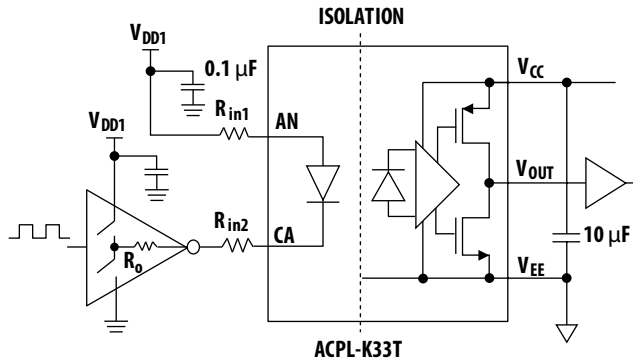 ISOLATION
V_DD1
0.1 µF
V_CC
R_in1
AN
V_DD1
V_OUT
R_in2
CA
R_o
10 µF
V_EE
ACPL-K33T